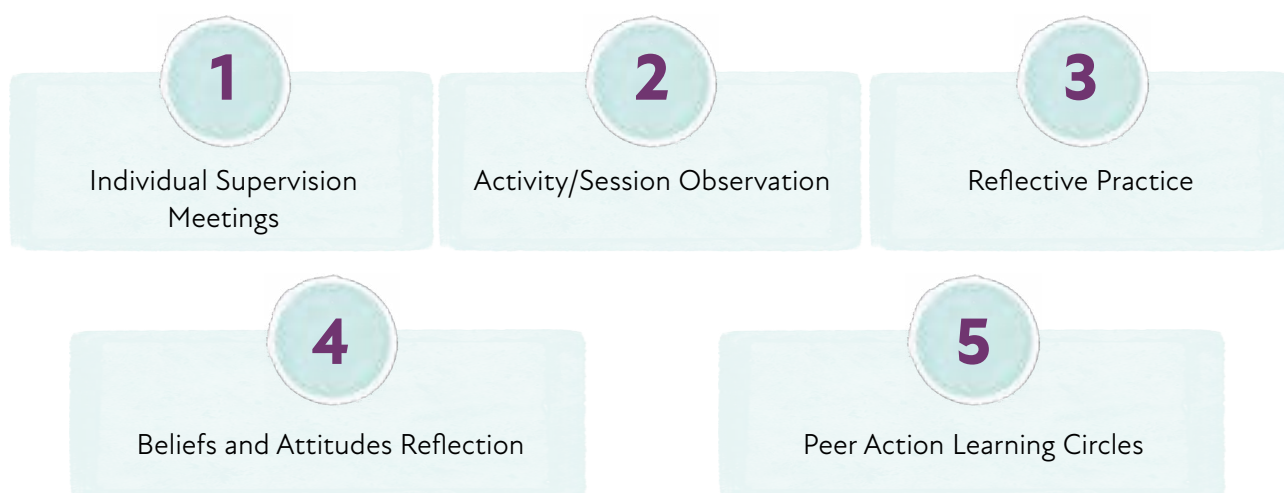 1
Individual Supervision
Meetings
2
Activity/Session Observation
3
Reflective Practice
4
Beliefs and Attitudes Reflection
5
Peer Action Learning Circles